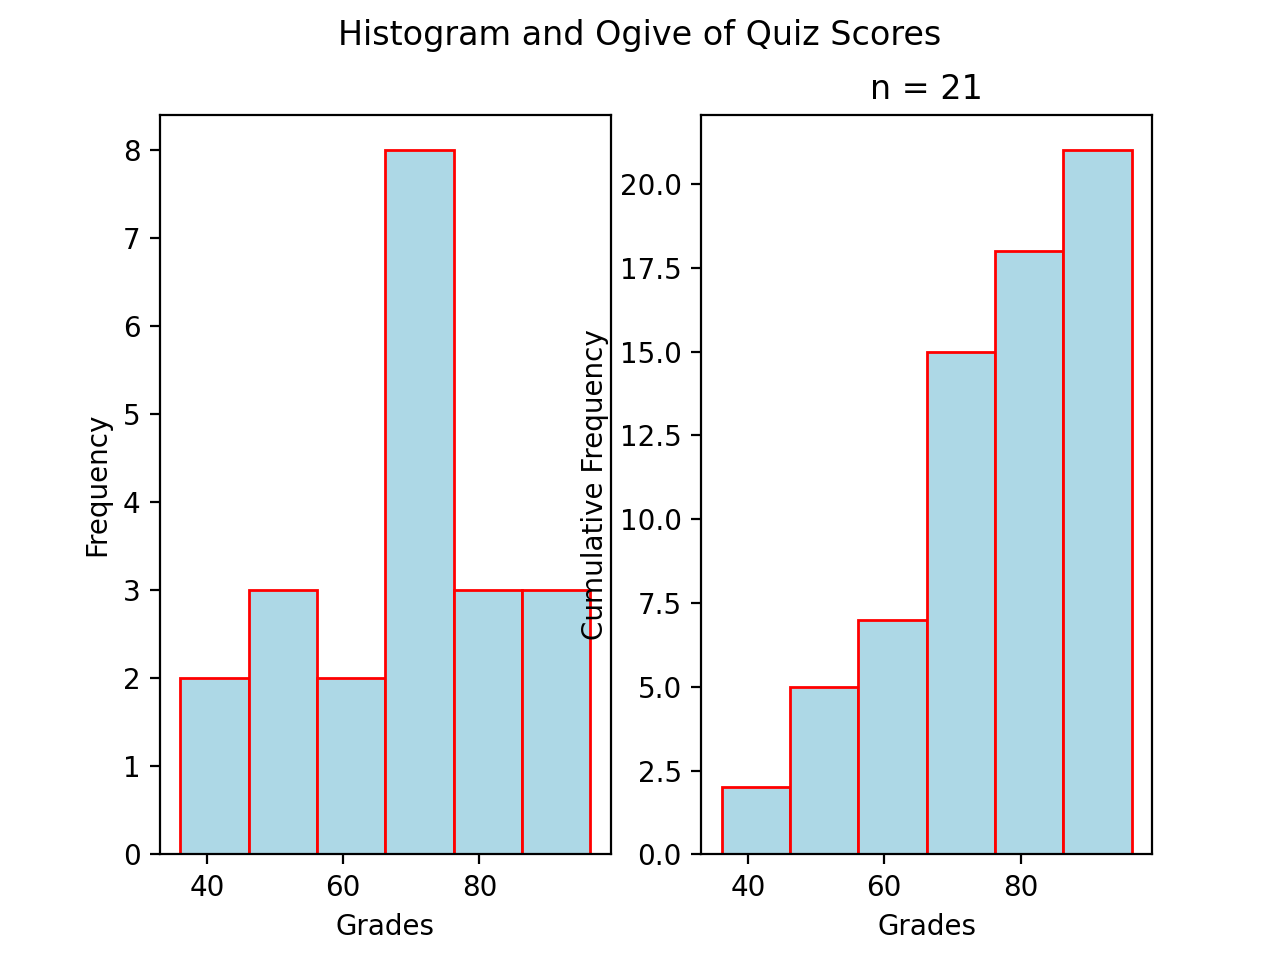 Histogram and Ogive of Quiz Scores
8
7
6
5
4
3
2
1
0
Frequency
40 60 80
Grades
n = 21
20.0
17.5
15.0
12.5
10.0
7.5
5.0
2.5
0.0
Cumulative Frequency
40 60 80
Grades